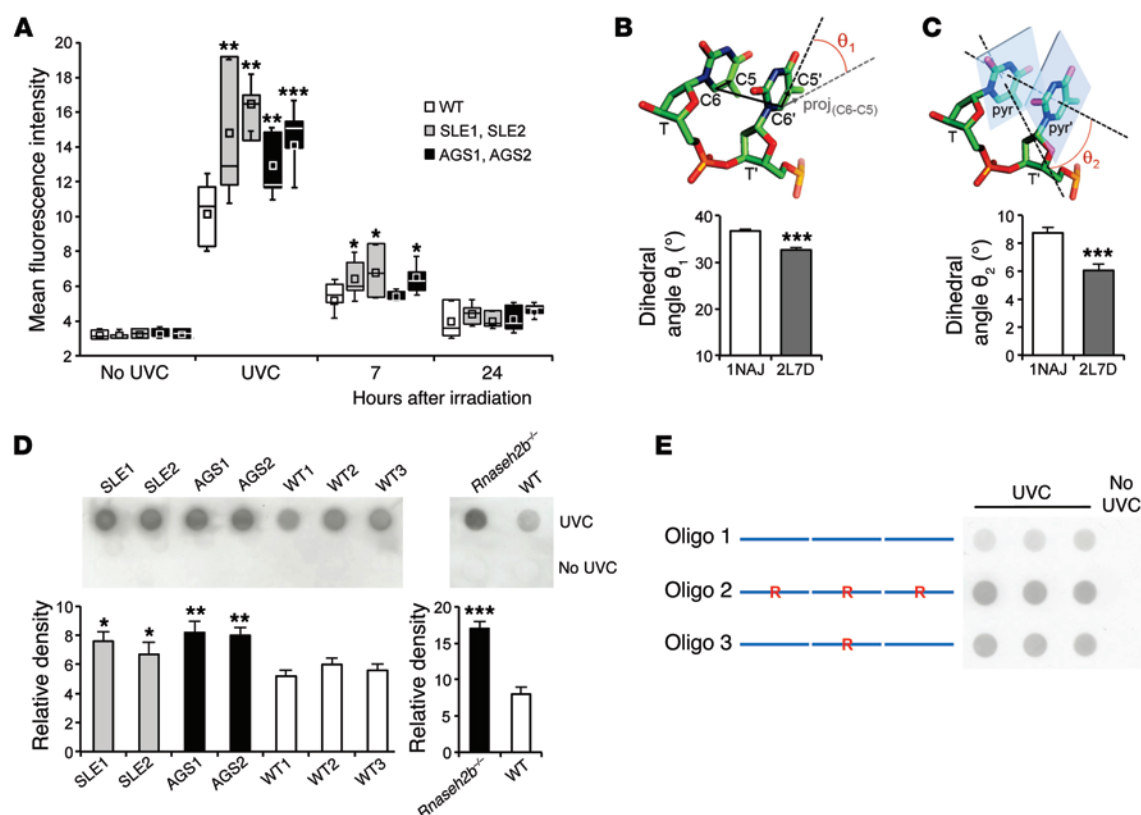 A
20
18
16
14
12
10
8
6
4
2
Mean fluorescence intensity
** ** ** ***
* * *
WT
SLE1, SLE2
AGS1, AGS2
No UVC UVC 7 24
Hours after irradiation
B
θ1
C5 C5'
C6 C6'
proj(C6-C5)
T
T'
40
30
20
10
Dihedral angle θ1 (°)
***
1NAJ 2L7D
C
pyr
pyr'
θ2
T
T'
10
8
6
4
2
0
Dihedral angle θ2 (°)
***
1NAJ 2L7D
D
SLE1 SLE2 AGS1 AGS2 WT1 WT2 WT3
Rnaseh2b–/– WT
UVC
No UVC
10
8
6
4
2
0
Relative density
* * ** **
SLE1 SLE2 AGS1 AGS2 WT1 WT2 WT3
20
15
10
5
0
Relative density
***
Rnaseh2b–/– WT
E
UVC
No UVC
Oligo 1
Oligo 2 R R R
Oligo 3 R